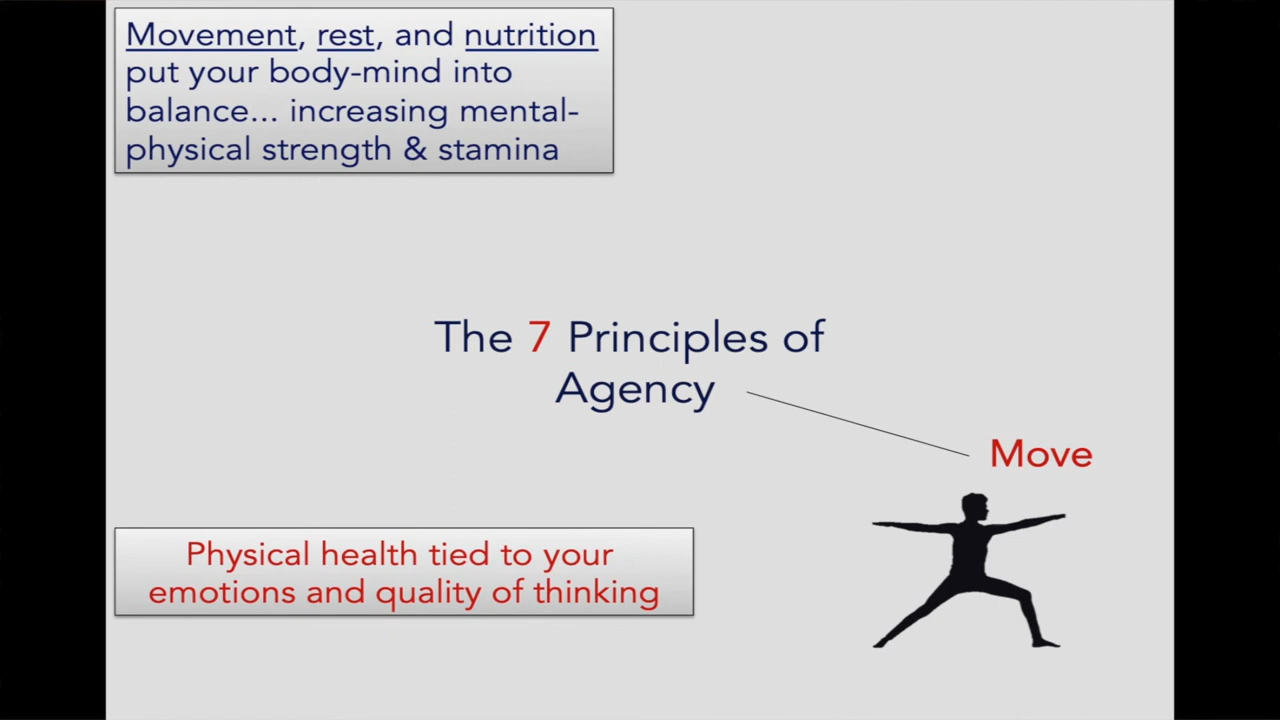 Movement, rest, and nutrition
put your body-mind into
balance... increasing mental-
physical strength & stamina
The 7 Principles of
Agency
Move
Physical health tied to your
emotions and quality of thinking